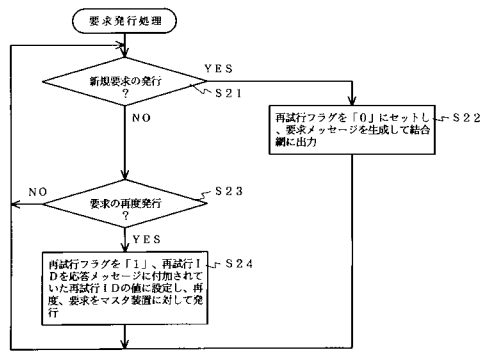 要求発行処理
YES
新規要求の発行
?
S21
NO
再試行フラグを「0」にセットし
、要求メッセージを生成して結合
網に出力
S22
NO
要求の再度発行
?
S23
YES
再試行フラグを「1」、再試行I
Dを応答メッセージに付加されて
いた再試行IDの値に設定し、再
度、要求をマスタ装置に対して発
行
S24